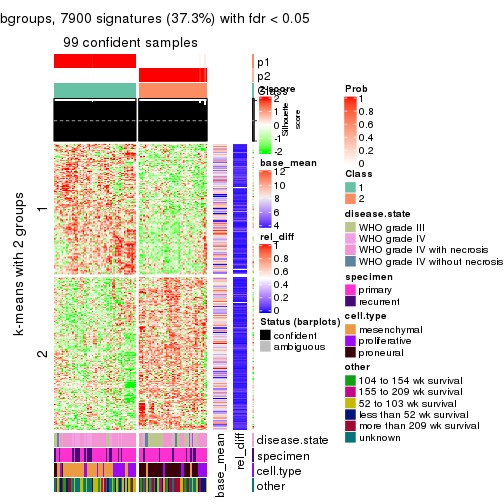 bgroups, 7900 signatures (37.3%) with fdr < 0.05
99 confident samples
p1
p2
Class
Silhouette
score
k-means with 2 groups
1
2
z-score
2
1
0
-1
-2
base_mean
12
10
8
6
4
rel_diff
1
0.8
0.6
0.4
0.2
0
Status (barplots)
confident
ambiguous
Prob
1
0.8
0.6
0.4
0.2
0
Class
1
2
disease.state
WHO grade III
WHO grade IV
WHO grade IV with necrosis
WHO grade IV without necrosis
specimen
primary
recurrent
cell.type
mesenchymal
proliferative
proneural
other
104 to 154 wk survival
155 to 209 wk survival
52 to 103 wk survival
less than 52 wk survival
more than 209 wk survival
unknown
disease.state
specimen
cell.type
other
base_mean
rel_diff